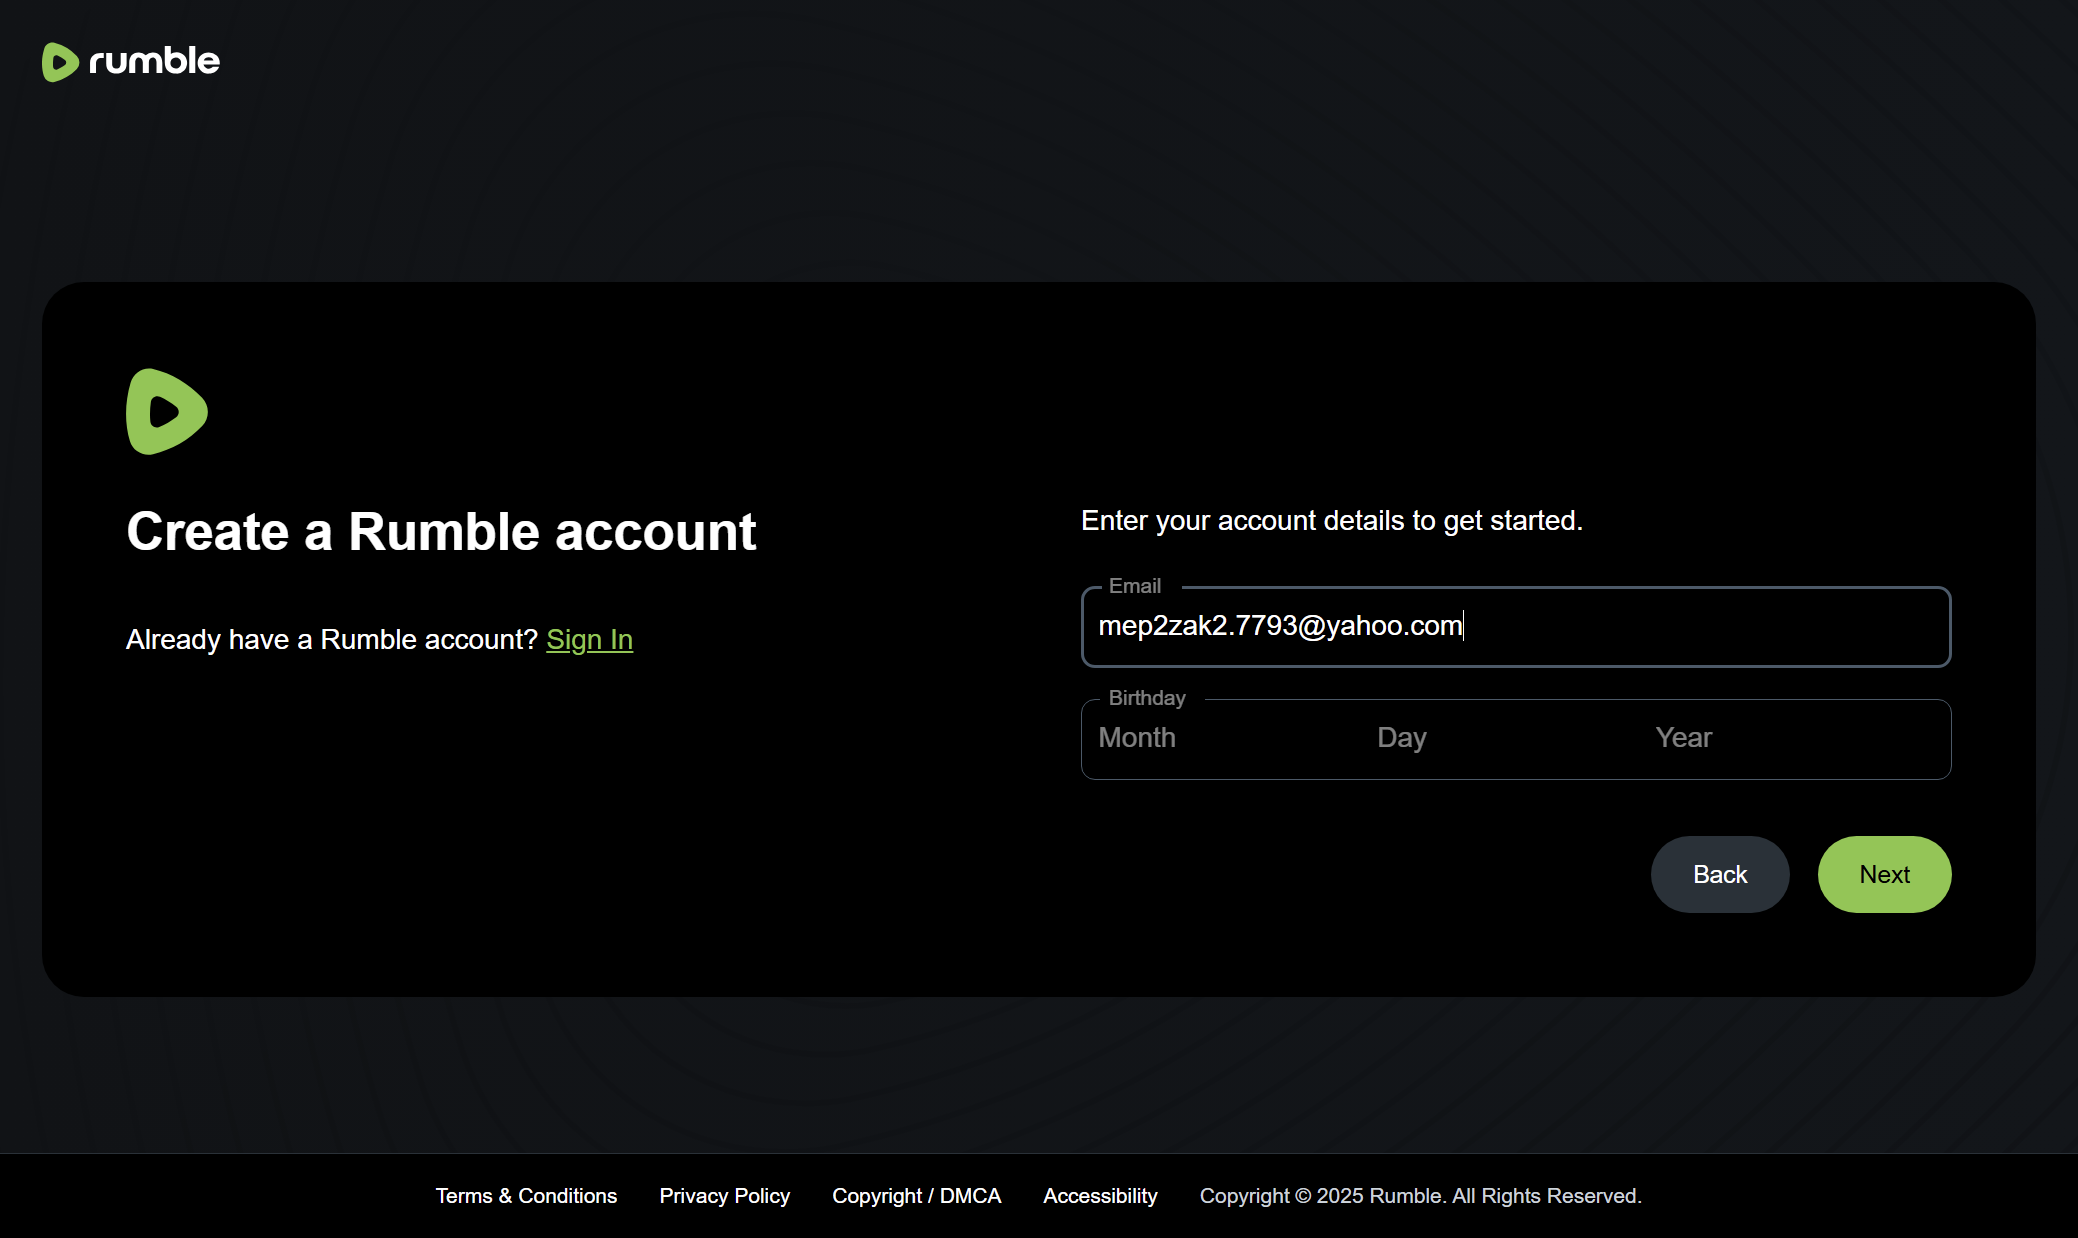 rumble
Create a Rumble account
Already have a Rumble account? Sign In
Enter your account details to get started.
Email
mep2zak2.7793@yahoo.com
Birthday
Month Day Year
Back Next
Terms & Conditions Privacy Policy Copyright / DMCA Accessibility Copyright © 2025 Rumble. All Rights Reserved.